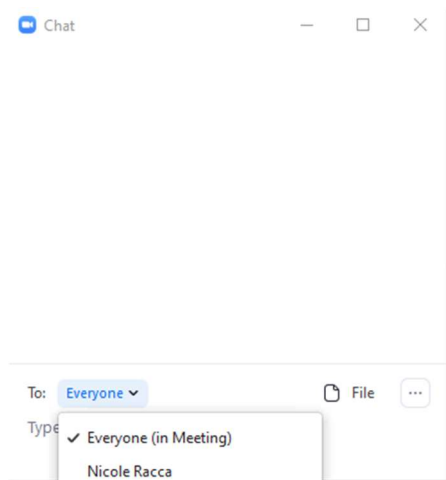 Chat
To: Everyone File ...
Type
Everyone (in Meeting)
Nicole Racca